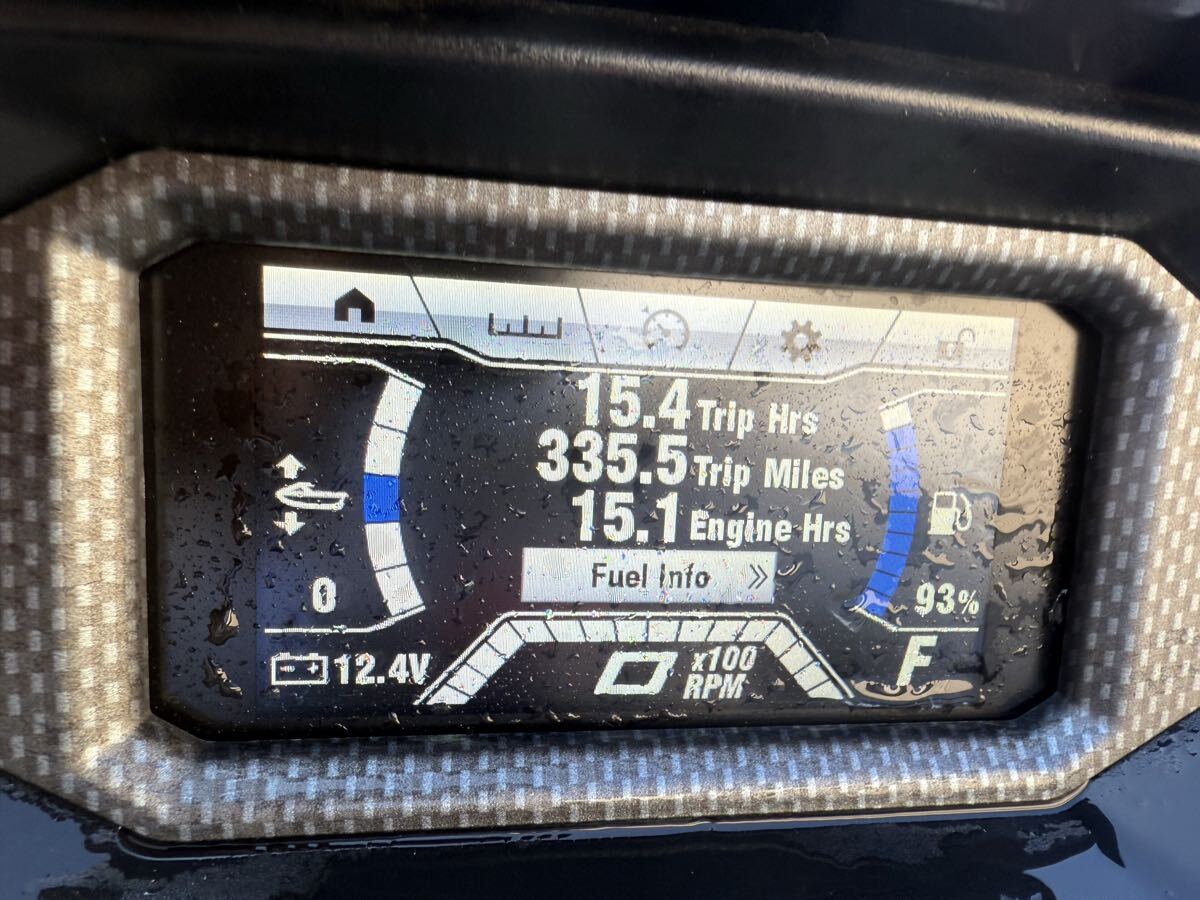 15.4 Trip Hrs
335.5 Trip Miles
15.1 Engine Hrs
Fuel Info »
0
93%
12.4V
0 x100
RPM
F